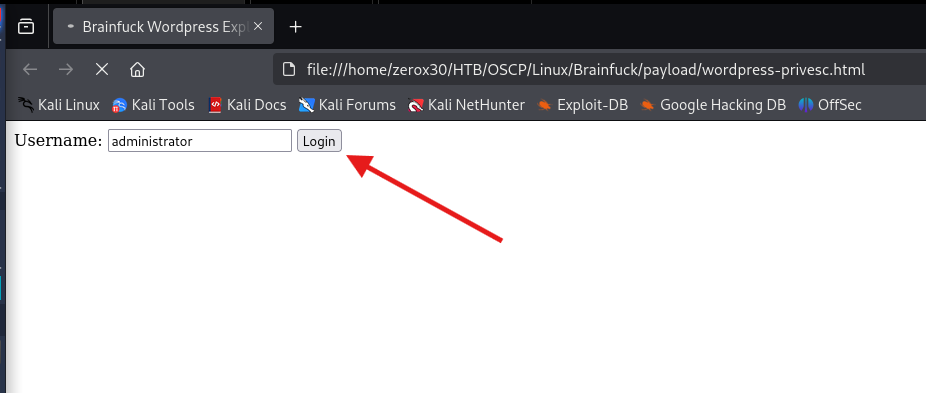 Brainfuck Wordpress Exp
file:///home/zerox30/HTB/OSCP/Linux/Brainfuck/payload/wordpress-privesc.html
Kali Linux Kali Tools Kali Docs Kali Forums Kali NetHunter Exploit-DB Google Hacking DB OffSec
Username: administrator Login